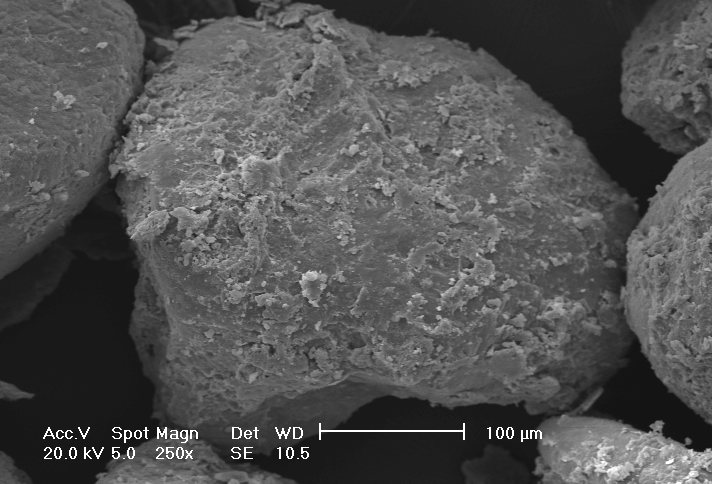 Acc.V Spot Magn Det WD 100 µm
20.0 kV 5.0 250x SE 10.5